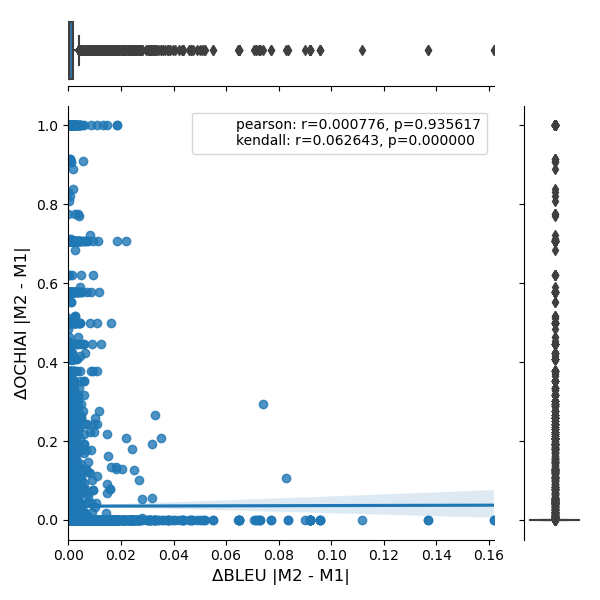 pearson: r=0.000776, p=0.935617
kendall: r=0.062643, p=0.000000
1.0
0.8
0.6
0.4
0.2
0.0
ΔOCHIAI |M2 - M1|
0.00 0.02 0.04 0.06 0.08 0.10 0.12 0.14 0.16
ΔBLEU |M2 - M1|